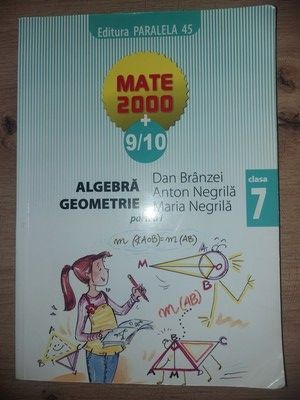 Editura PARALELA 45
MATE
2000
+
9/10
ALGEBRĂ
GEOMETRIE
Dan Brânzei
Anton Negrilă
Maria Negrilă
clasa
7
m(∢AOB)=m(AB)
M
A
O
B
m(AB)
A
M
B
C